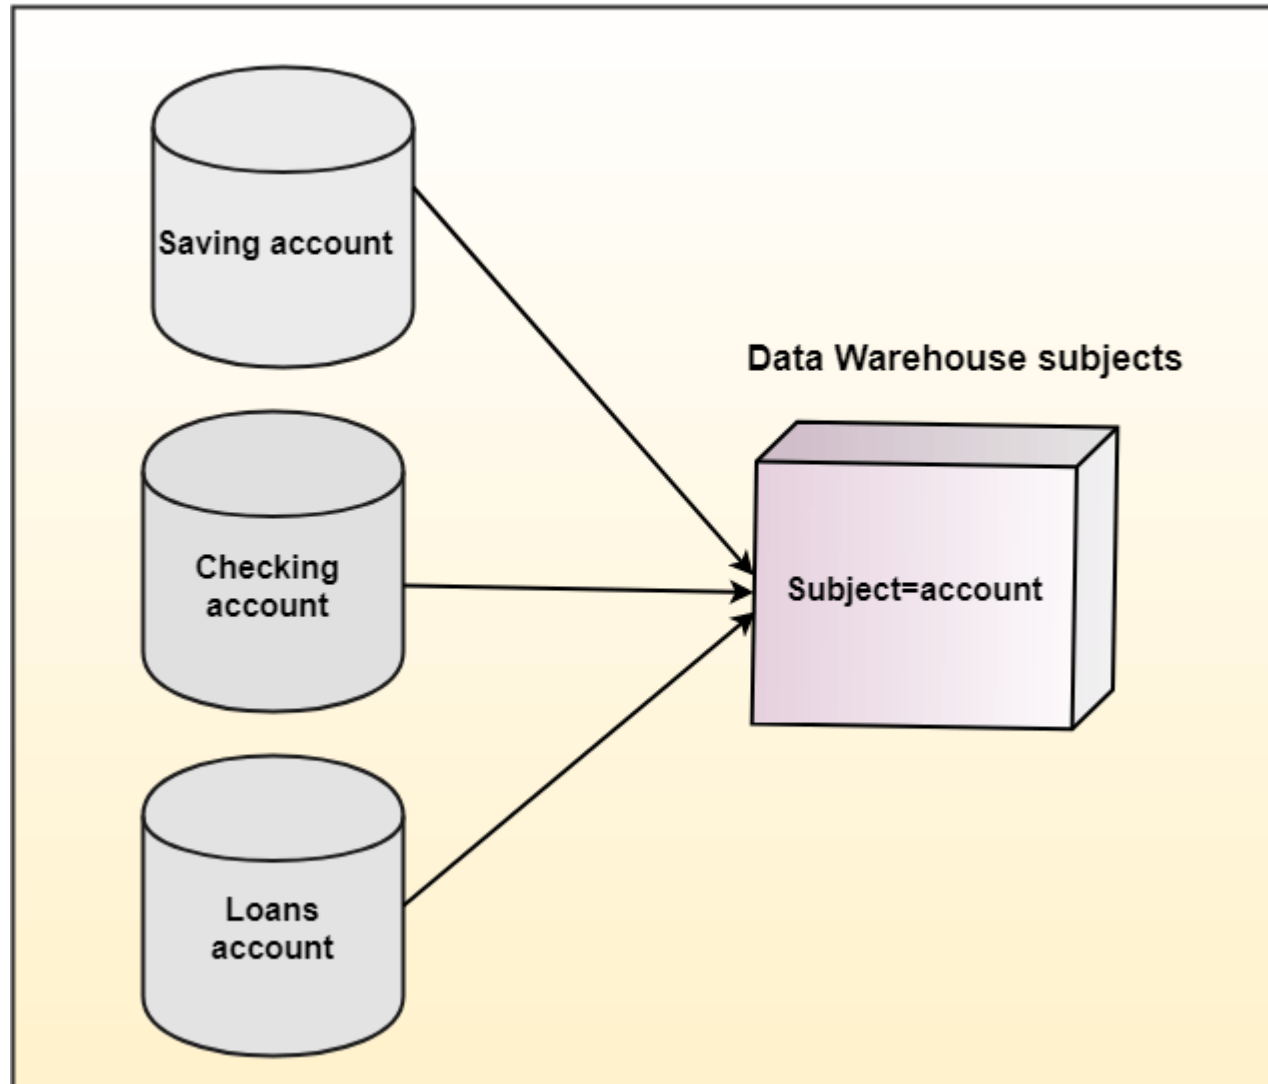 Saving account
Data Warehouse subjects
Checking
account
Subject=account
Loans
account